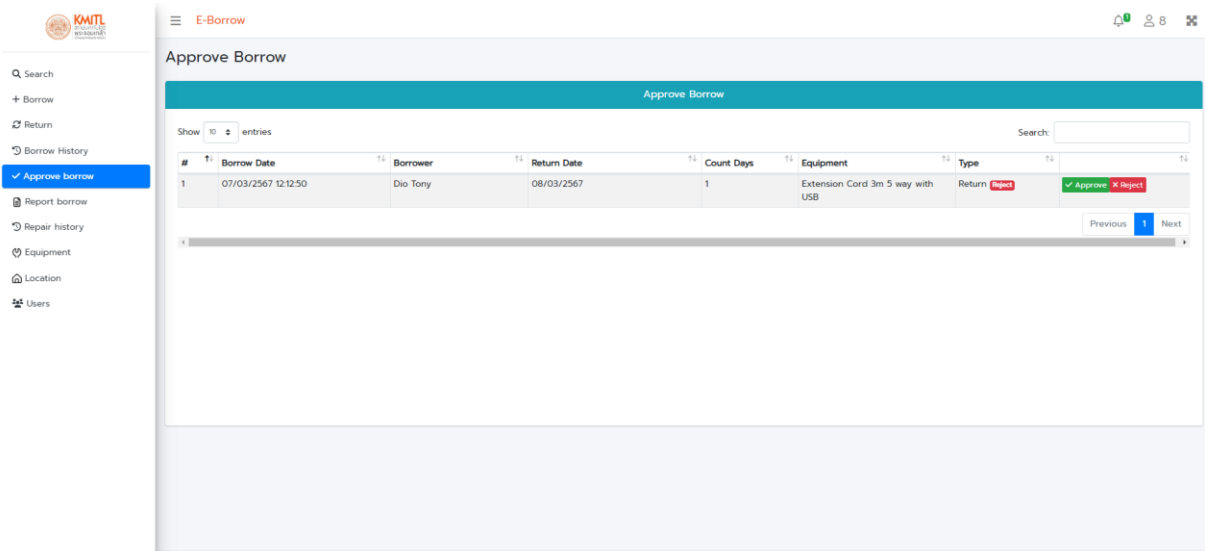 KMITL
E-Borrow
1
8
Approve Borrow
Search
Borrow
Return
Borrow History
Approve borrow
Report borrow
Repair history
Equipment
Location
Users
Approve Borrow
Show 10 entries
Search:
# Borrow Date Borrower Return Date Count Days Equipment Type
1 07/03/2567 12:12:50 Dio Tony 08/03/2567 1 Extension Cord 3m 5 way with Return Reject Approve Reject
USB
Previous 1 Next